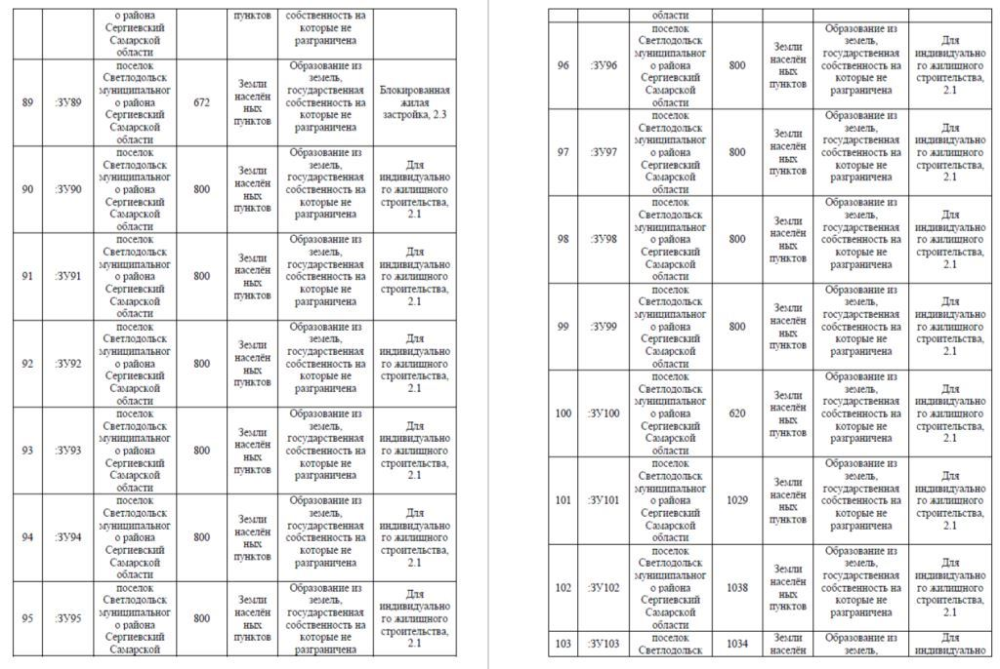 о района
Сергиевский
Самарской
области
пунктов
собственность на
которые не
разграничена
89
:ЗУ89
поселок
Светлодольск
муниципальног
о района
Сергиевский
Самарской
области
672
Земли
населён
ных
пунктов
Образование из
земель,
государственная
собственность на
которые не
разграничена
Блокированная
жилая
застройка, 2.3
90
:ЗУ90
поселок
Светлодольск
муниципальног
о района
Сергиевский
Самарской
области
800
Земли
населён
ных
пунктов
Образование из
земель,
государственная
собственность на
которые не
разграничена
Для
индивидуально
го жилищного
строительства,
2.1
91
:ЗУ91
поселок
Светлодольск
муниципальног
о района
Сергиевский
Самарской
области
800
Земли
населён
ных
пунктов
Образование из
земель,
государственная
собственность на
которые не
разграничена
Для
индивидуально
го жилищного
строительства,
2.1
92
:ЗУ92
поселок
Светлодольск
муниципальног
о района
Сергиевский
Самарской
области
800
Земли
населён
ных
пунктов
Образование из
земель,
государственная
собственность на
которые не
разграничена
Для
индивидуально
го жилищного
строительства,
2.1
93
:ЗУ93
поселок
Светлодольск
муниципальног
о района
Сергиевский
Самарской
области
800
Земли
населён
ных
пунктов
Образование из
земель,
государственная
собственность на
которые не
разграничена
Для
индивидуально
го жилищного
строительства,
2.1
94
:ЗУ94
поселок
Светлодольск
муниципальног
о района
Сергиевский
Самарской
области
800
Земли
населён
ных
пунктов
Образование из
земель,
государственная
собственность на
которые не
разграничена
Для
индивидуально
го жилищного
строительства,
2.1
95
:ЗУ95
поселок
Светлодольск
муниципальног
о района
Сергиевский
Самарской
800
Земли
населён
ных
пунктов
Образование из
земель,
государственная
собственность на
которые не
разграничена
Для
индивидуально
го жилищного
строительства,
2.1
области
96
:ЗУ96
поселок
Светлодольск
муниципальног
о района
Сергиевский
Самарской
области
800
Земли
населён
ных
пунктов
Образование из
земель,
государственная
собственность на
которые не
разграничена
Для
индивидуально
го жилищного
строительства,
2.1
97
:ЗУ97
поселок
Светлодольск
муниципальног
о района
Сергиевский
Самарской
области
800
Земли
населён
ных
пунктов
Образование из
земель,
государственная
собственность на
которые не
разграничена
Для
индивидуально
го жилищного
строительства,
2.1
98
:ЗУ98
поселок
Светлодольск
муниципальног
о района
Сергиевский
Самарской
области
800
Земли
населён
ных
пунктов
Образование из
земель,
государственная
собственность на
которые не
разграничена
Для
индивидуально
го жилищного
строительства,
2.1
99
:ЗУ99
поселок
Светлодольск
муниципальног
о района
Сергиевский
Самарской
области
800
Земли
населён
ных
пунктов
Образование из
земель,
государственная
собственность на
которые не
разграничена
Для
индивидуально
го жилищного
строительства,
2.1
100
:ЗУ100
поселок
Светлодольск
муниципальног
о района
Сергиевский
Самарской
области
620
Земли
населён
ных
пунктов
Образование из
земель,
государственная
собственность на
которые не
разграничена
Для
индивидуально
го жилищного
строительства,
2.1
101
:ЗУ101
поселок
Светлодольск
муниципальног
о района
Сергиевский
Самарской
области
1029
Земли
населён
ных
пунктов
Образование из
земель,
государственная
собственность на
которые не
разграничена
Для
индивидуально
го жилищного
строительства,
2.1
102
:ЗУ102
поселок
Светлодольск
муниципальног
о района
Сергиевский
Самарской
области
1038
Земли
населён
ных
пунктов
Образование из
земель,
государственная
собственность на
которые не
разграничена
Для
индивидуально
го жилищного
строительства,
2.1
103
:ЗУ103
поселок
Светлодольск
1034
Земли
населён
Образование из
земель,
Для
индивидуально